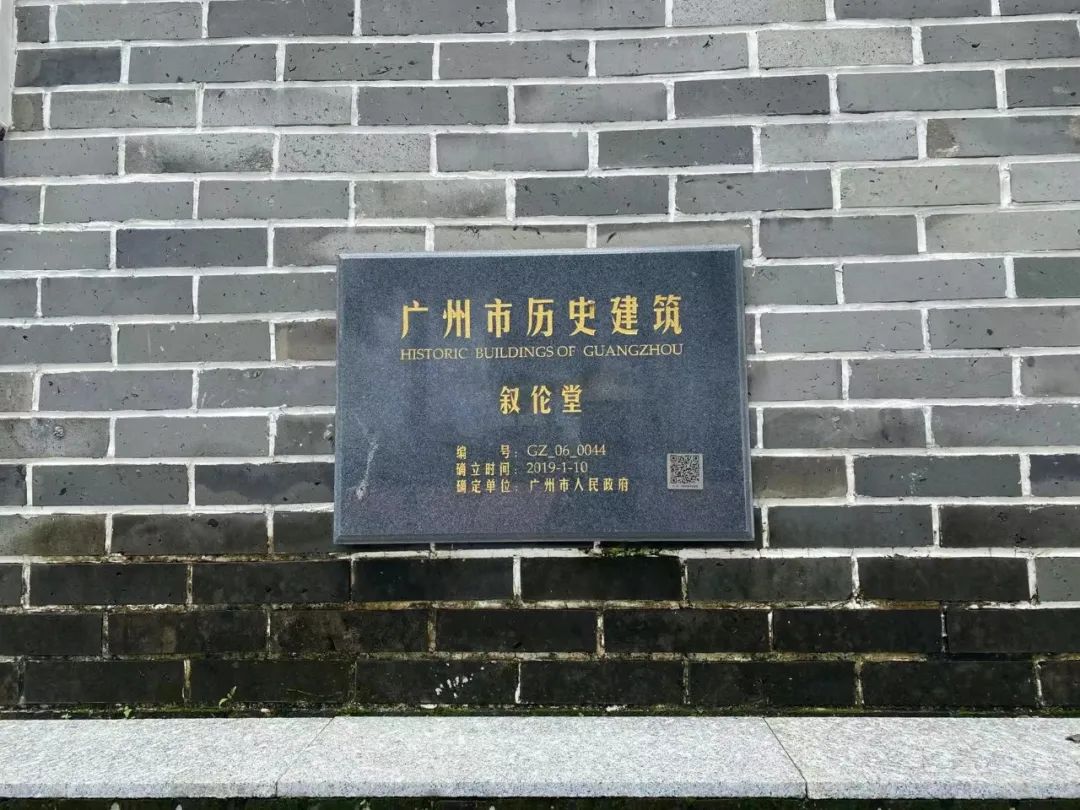 广州市历史建筑
HISTORIC BUILDINGS OF GUANGZHOU
叙伦堂
编 号：GZ_06_0044
确立时间：2019-1-10
确定单位：广州市人民政府